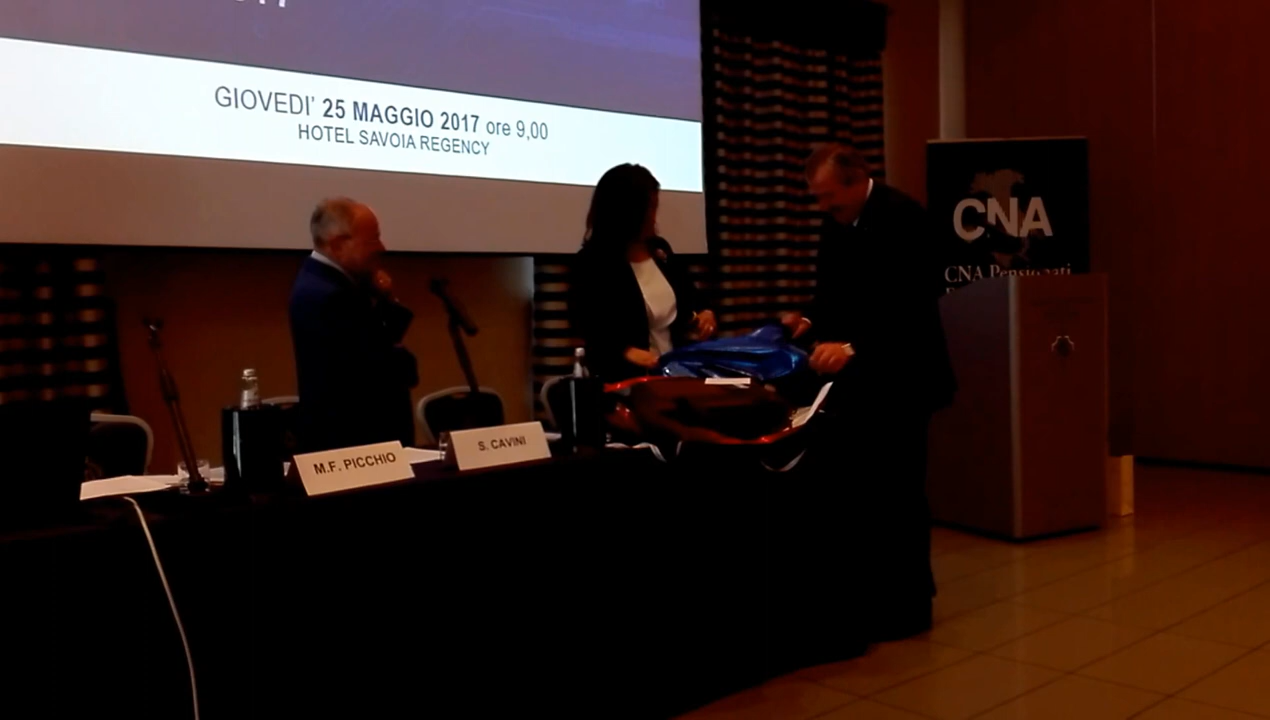 GIOVEDI' 25 MAGGIO 2017 ore 9,00
HOTEL SAVOIA REGENCY
CNA
CNA Pensionati
M.F. PICCHIO
S. CAVINI